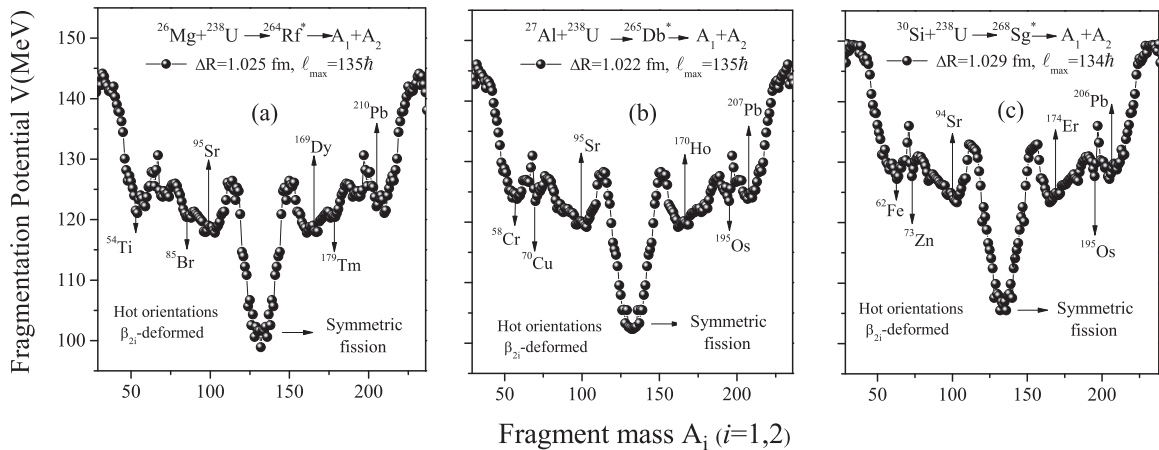 Fragmentation Potential V(MeV)
150
140
130
120
110
100
²⁶Mg+²³⁸U → ²⁶⁴Rf* → A₁+A₂
ΔR=1.025 fm, ℓmax=135ℏ
(a)
²¹⁰Pb
⁹⁵Sr
¹⁶⁹Dy
⁵⁴Ti
⁸⁵Br
¹⁷⁹Tm
Hot orientations
β₂ᵢ-deformed
Symmetric
fission
50 100 150 200
²⁷Al+²³⁸U → ²⁶⁵Db* → A₁+A₂
ΔR=1.022 fm, ℓmax=135ℏ
(b)
²⁰⁷Pb
⁹⁵Sr
¹⁷⁰Ho
⁵⁸Cr
⁷⁰Cu
¹⁹⁵Os
Hot orientations
β₂ᵢ-deformed
Symmetric
fission
50 100 150 200
³⁰Si+²³⁸U → ²⁶⁸Sg* → A₁+A₂
ΔR=1.029 fm, ℓmax=134ℏ
(c)
²⁰⁶Pb
⁹⁴Sr
¹⁷⁴Er
⁶²Fe
⁷³Zn
¹⁹⁵Os
Hot orientations
β₂ᵢ-deformed
Symmetric
fission
50 100 150 200
Fragment mass Aᵢ (i=1,2)